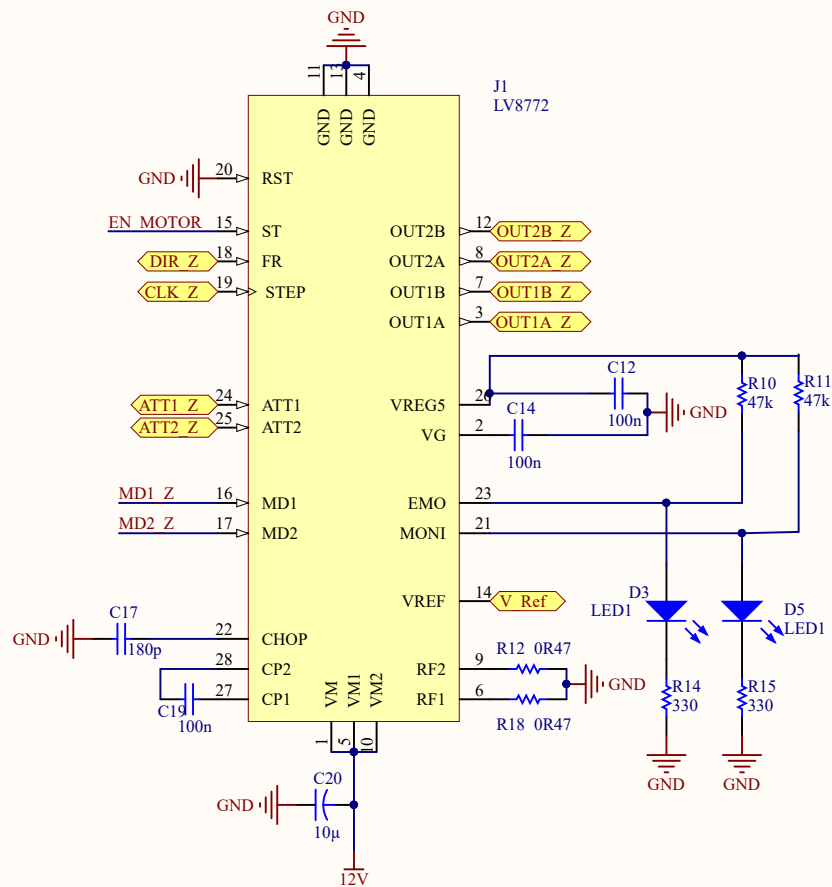 GND
11 13 4
GND GND GND
J1
LV8772
GND 20 RST
EN_MOTOR 15 ST
DIR_Z 18 FR
CLK_Z 19 STEP
OUT2B 12 OUT2B_Z
OUT2A 8 OUT2A_Z
OUT1B 7 OUT1B_Z
OUT1A 3 OUT1A_Z
ATT1_Z 24 ATT1
ATT2_Z 25 ATT2
VREG5 26
VG 2
C12
100n
C14
100n
GND
R10
47k
R11
47k
MD1_Z 16 MD1
MD2_Z 17 MD2
EMO 23
MONI 21
VREF 14 V_Ref
D3
LED1
D5
LED1
C17
180p
GND
22 CHOP
28 CP2
27 CP1
C19
100n
RF2 9 R12 0R47
RF1 6 R18 0R47
GND
R14
330
R15
330
GND GND
VM VM1 VM2
1 5 10
GND
C20
10µ
12V